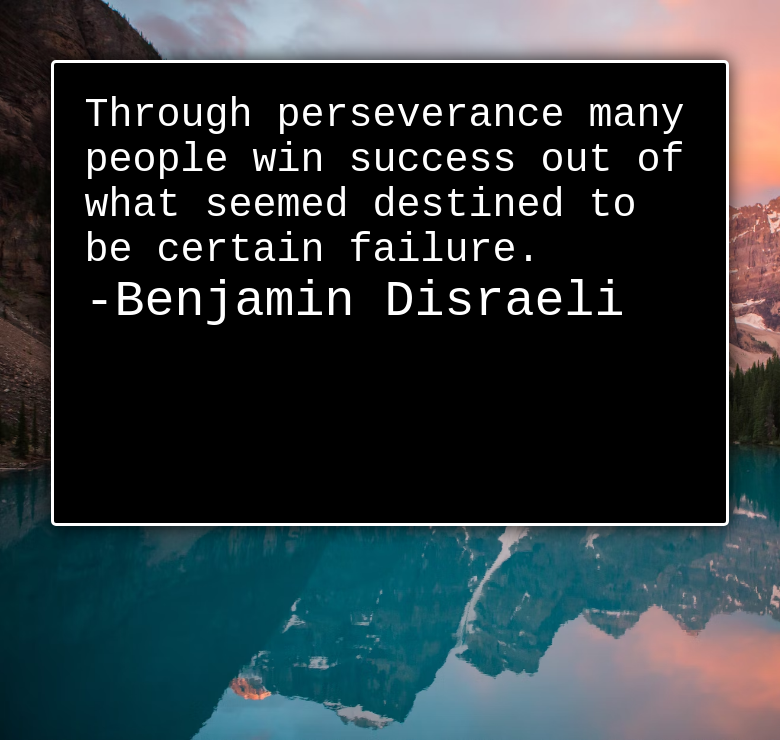 Through perseverance many
people win success out of
what seemed destined to
be certain failure.
-Benjamin Disraeli